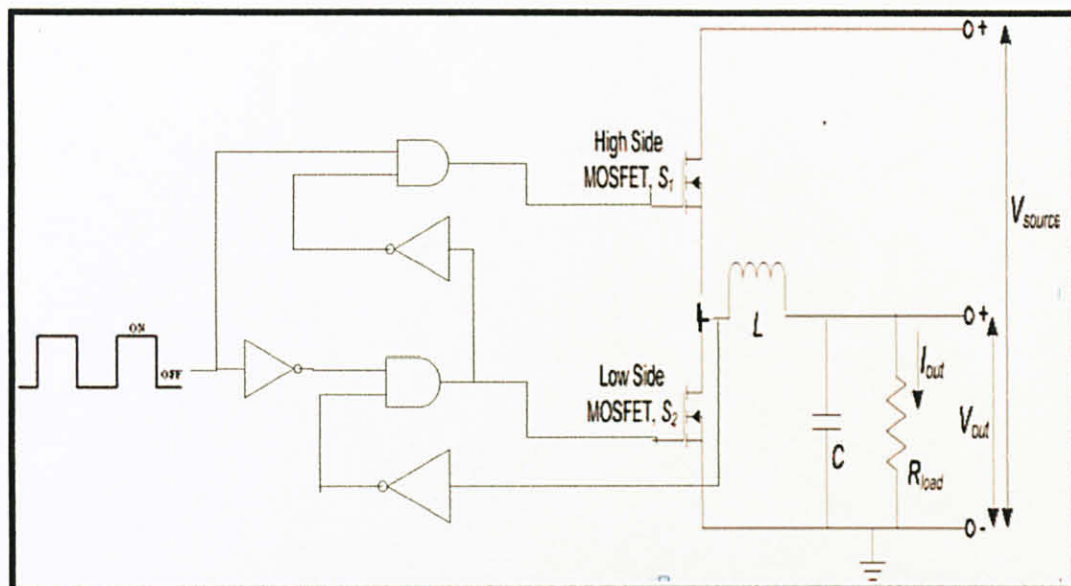 O+
High Side
MOSFET, S1
Vsource
ON
OFF
L
O+
Low Side
MOSFET, S2
C
Iout
Rload
Vout
O-